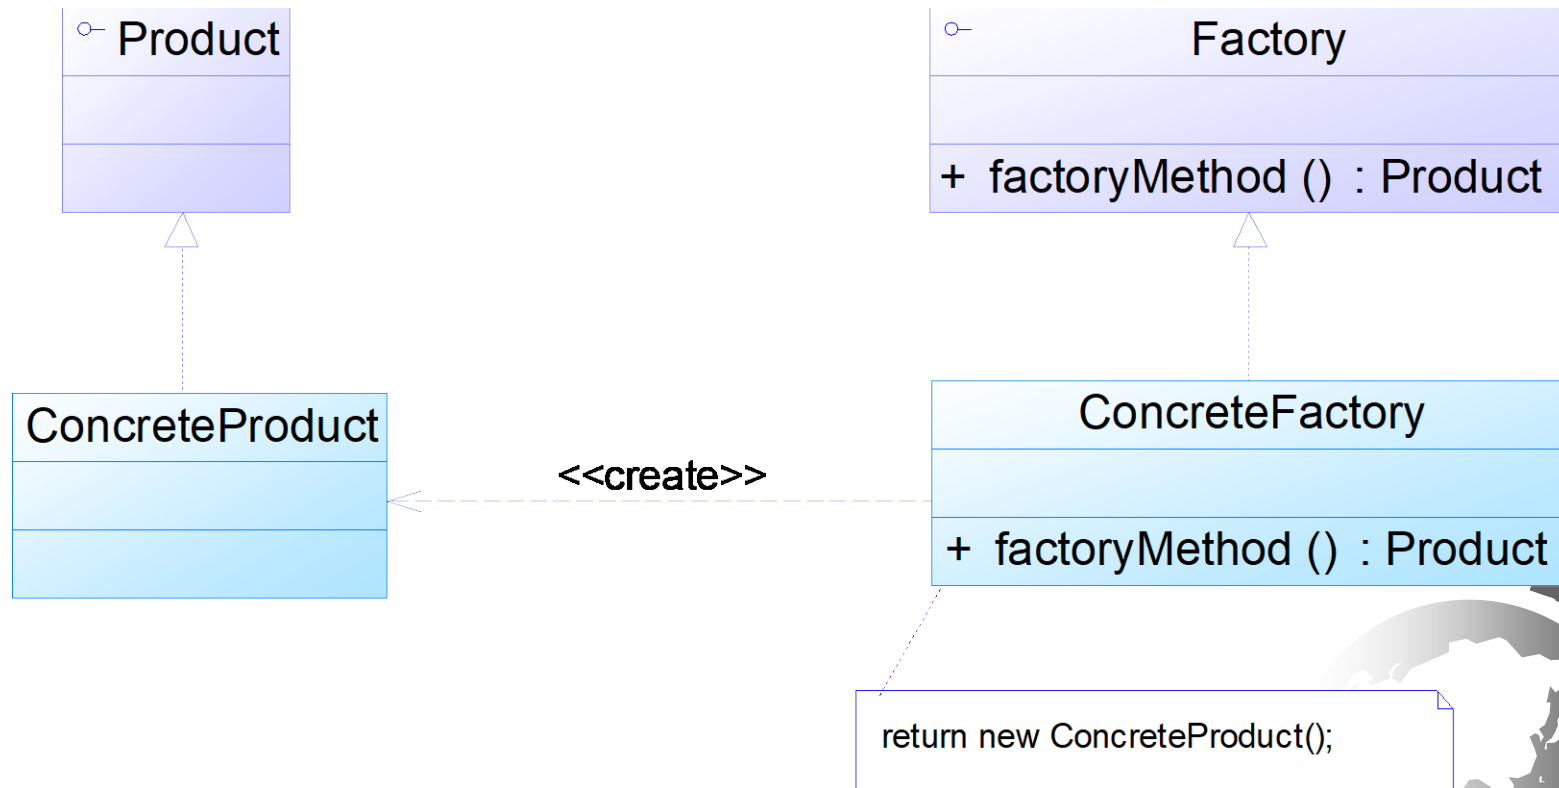 Product
Factory
+ factoryMethod () : Product
ConcreteProduct
ConcreteFactory
<<create>>
+ factoryMethod () : Product
return new ConcreteProduct();